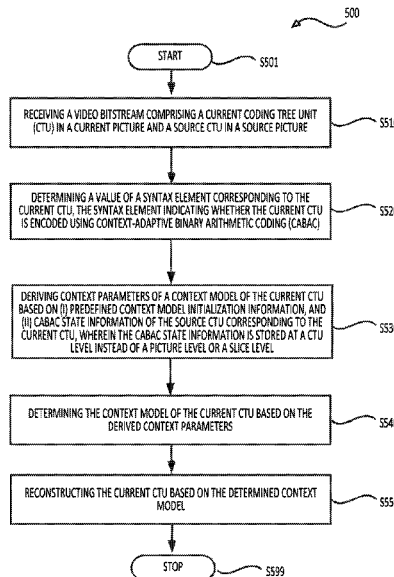 500
START
S501
RECEIVING A VIDEO BITSTREAM COMPRISING A CURRENT CODING TREE UNIT
(CTU) IN A CURRENT PICTURE AND A SOURCE CTU IN A SOURCE PICTURE
S51
DETERMINING A VALUE OF A SYNTAX ELEMENT CORRESPONDING TO THE
CURRENT CTU, THE SYNTAX ELEMENT INDICATING WHETHER THE CURRENT CTU
IS ENCODED USING CONTEXT-ADAPTIVE BINARY ARITHMETIC CODING (CABAC)
S52
DERIVING CONTEXT PARAMETERS OF A CONTEXT MODEL OF THE CURRENT CTU
BASED ON (I) PREDEFINED CONTEXT MODEL INITIALIZATION INFORMATION, AND
(II) CABAC STATE INFORMATION OF THE SOURCE CTU CORRESPONDING TO THE
CURRENT CTU, WHEREIN THE CABAC STATE INFORMATION IS STORED AT A CTU
LEVEL INSTEAD OF A PICTURE LEVEL OR A SLICE LEVEL
S53
DETERMINING THE CONTEXT MODEL OF THE CURRENT CTU BASED ON THE
DERIVED CONTEXT PARAMETERS
S54
RECONSTRUCTING THE CURRENT CTU BASED ON THE DETERMINED CONTEXT
MODEL
S55
STOP
S599